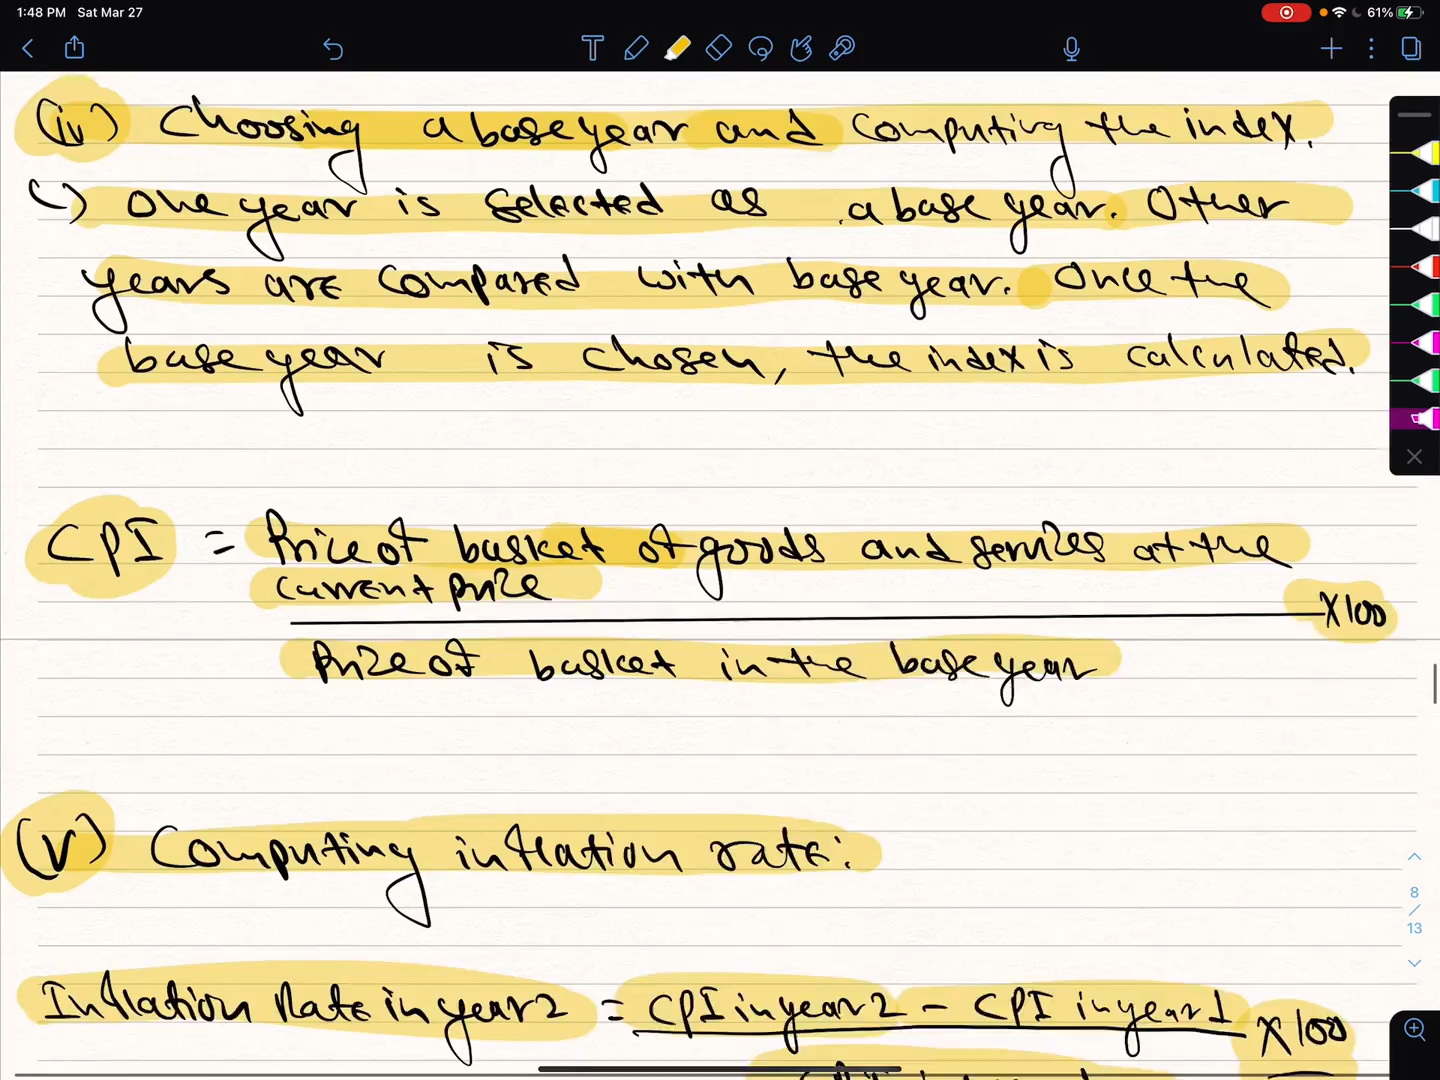 1:48 PM Sat Mar 27
61%
(iv) Choosing a base year and computing the index.
(-) One year is selected as a base year. Other
years are compared with base year. Once the
base year is chosen, the index is calculated.
CPI = Price of basket of goods and services at the
current price
X100
Price of basket in the base year
(V) Computing inflation rate:
8
/
13
Inflation Rate in year 2 = CPI in year 2 - CPI in year 1
X100